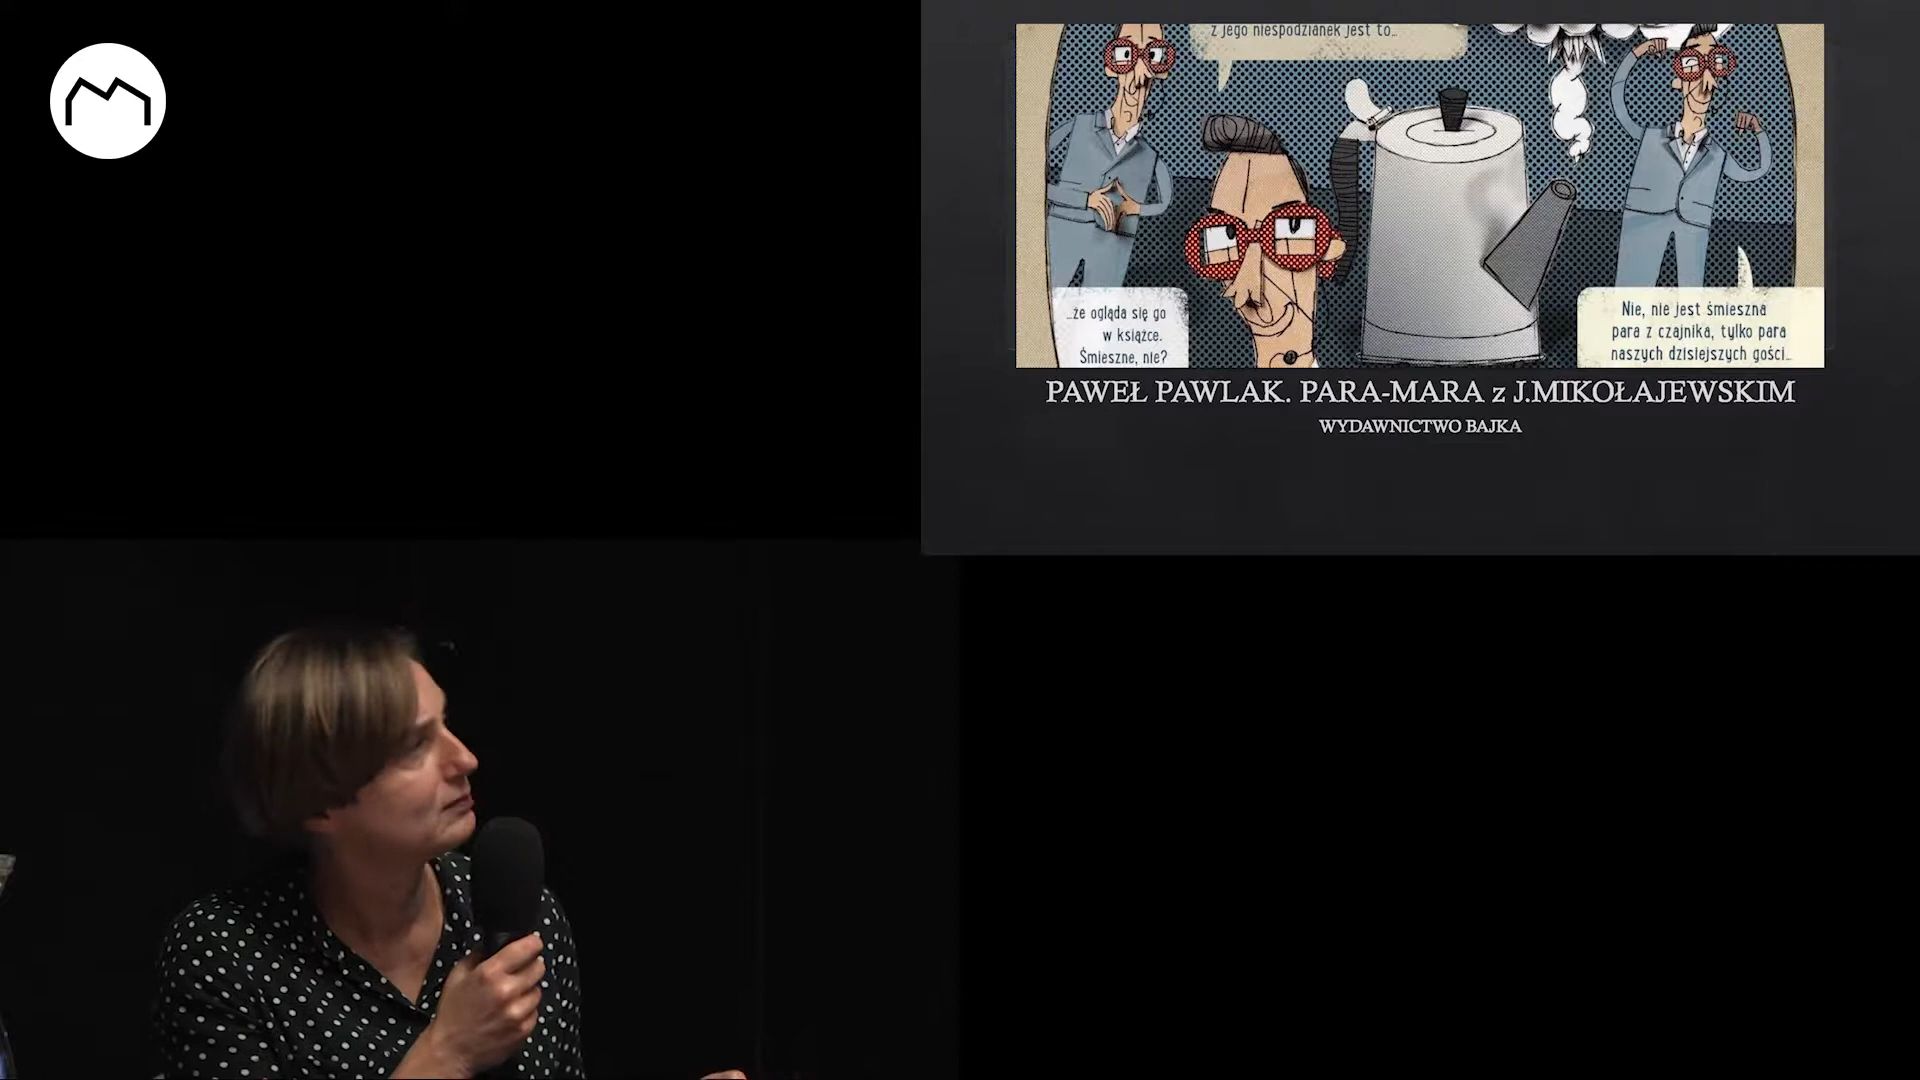 z jego niespodzianek jest to...
...że ogląda się go
w książce.
Śmieszne, nie?
Nie, nie jest śmieszna
para z czajnika, tylko para
naszych dzisiejszych gości...
PAWEŁ PAWLAK. PARA-MARA z J.MIKOŁAJEWSKIM
WYDAWNICTWO BAJKA